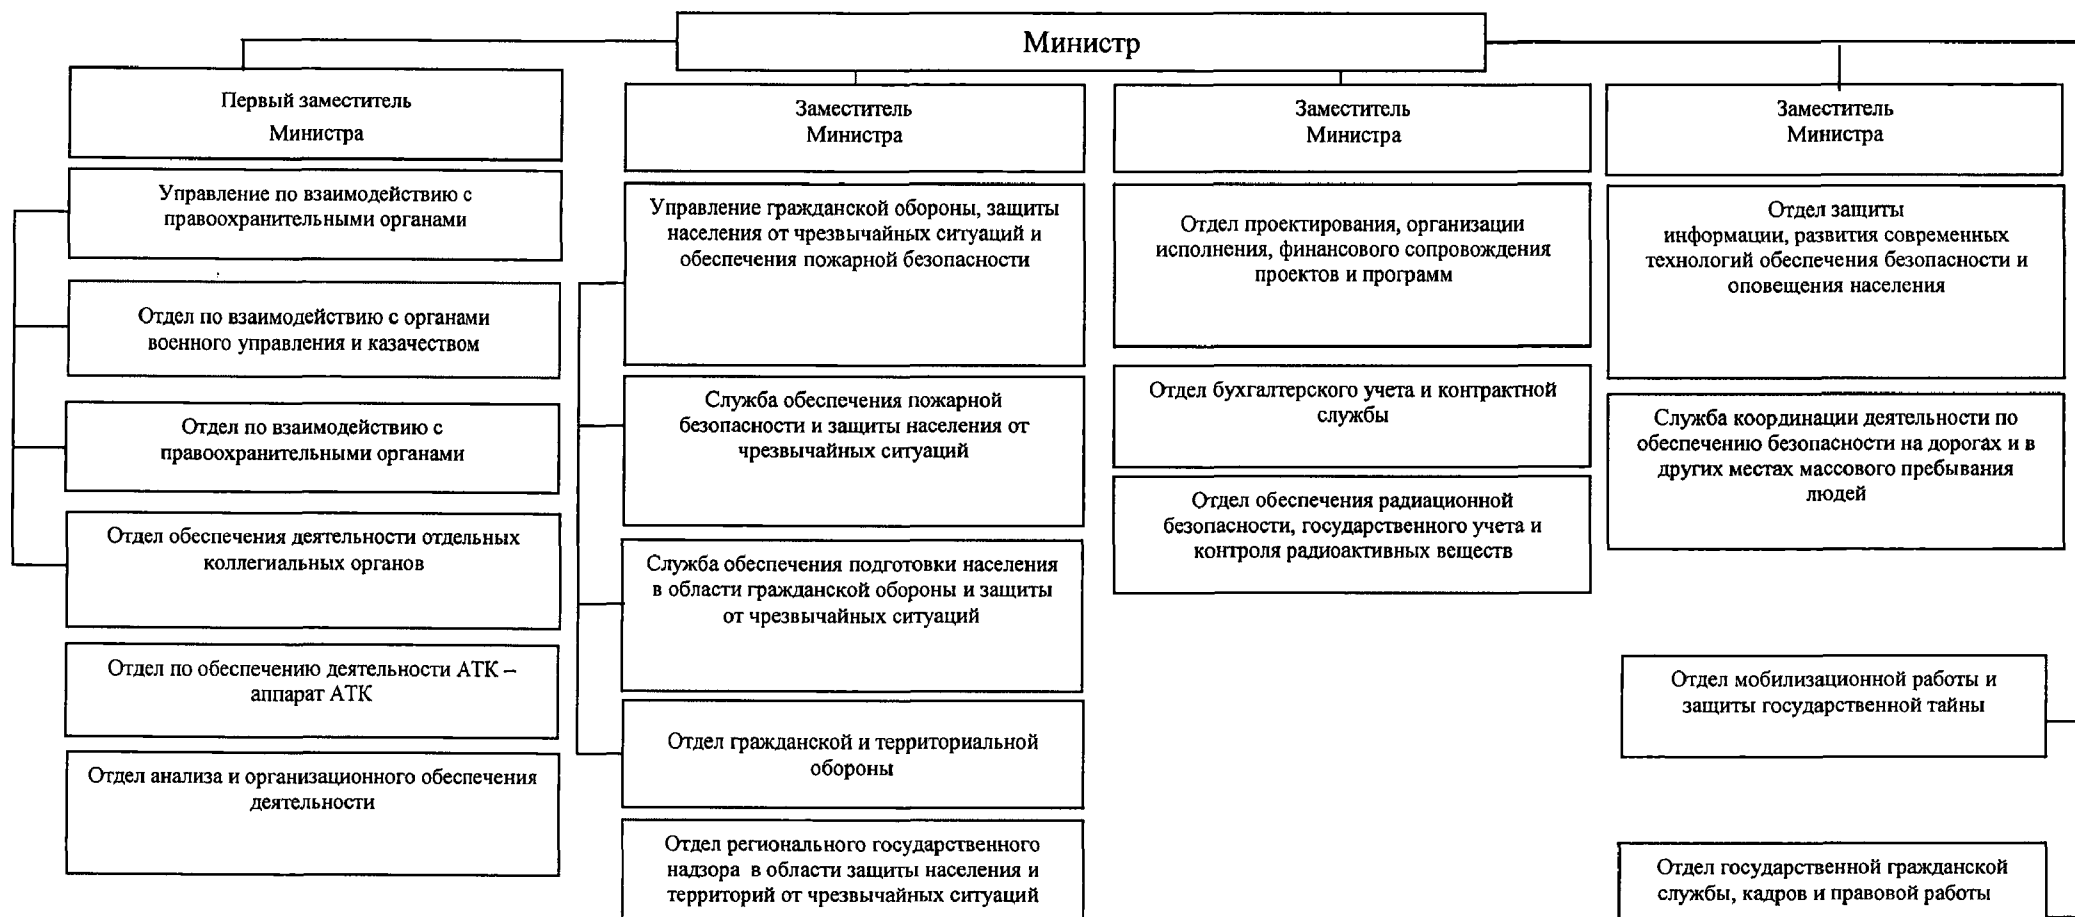 Министр
Первый заместитель
Министра
Управление по взаимодействию с
правоохранительными органами
Отдел по взаимодействию с органами
военного управления и казачеством
Отдел по взаимодействию с
правоохранительными органами
Отдел обеспечения деятельности отдельных
коллегиальных органов
Отдел по обеспечению деятельности АТК –
аппарат АТК
Отдел анализа и организационного обеспечения
деятельности
Заместитель
Министра
Управление гражданской обороны, защиты
населения от чрезвычайных ситуаций и
обеспечения пожарной безопасности
Служба обеспечения пожарной
безопасности и защиты населения от
чрезвычайных ситуаций
Служба обеспечения подготовки населения
в области гражданской обороны и защиты
от чрезвычайных ситуаций
Отдел гражданской и территориальной
обороны
Отдел регионального государственного
надзора в области защиты населения и
территорий от чрезвычайных ситуаций
Заместитель
Министра
Отдел проектирования, организации
исполнения, финансового сопровождения
проектов и программ
Отдел бухгалтерского учета и контрактной
службы
Отдел обеспечения радиационной
безопасности, государственного учета и
контроля радиоактивных веществ
Заместитель
Министра
Отдел защиты
информации, развития современных
технологий обеспечения безопасности и
оповещения населения
Служба координации деятельности по
обеспечению безопасности на дорогах и в
других местах массового пребывания
людей
Отдел мобилизационной работы и
защиты государственной тайны
Отдел государственной гражданской
службы, кадров и правовой работы